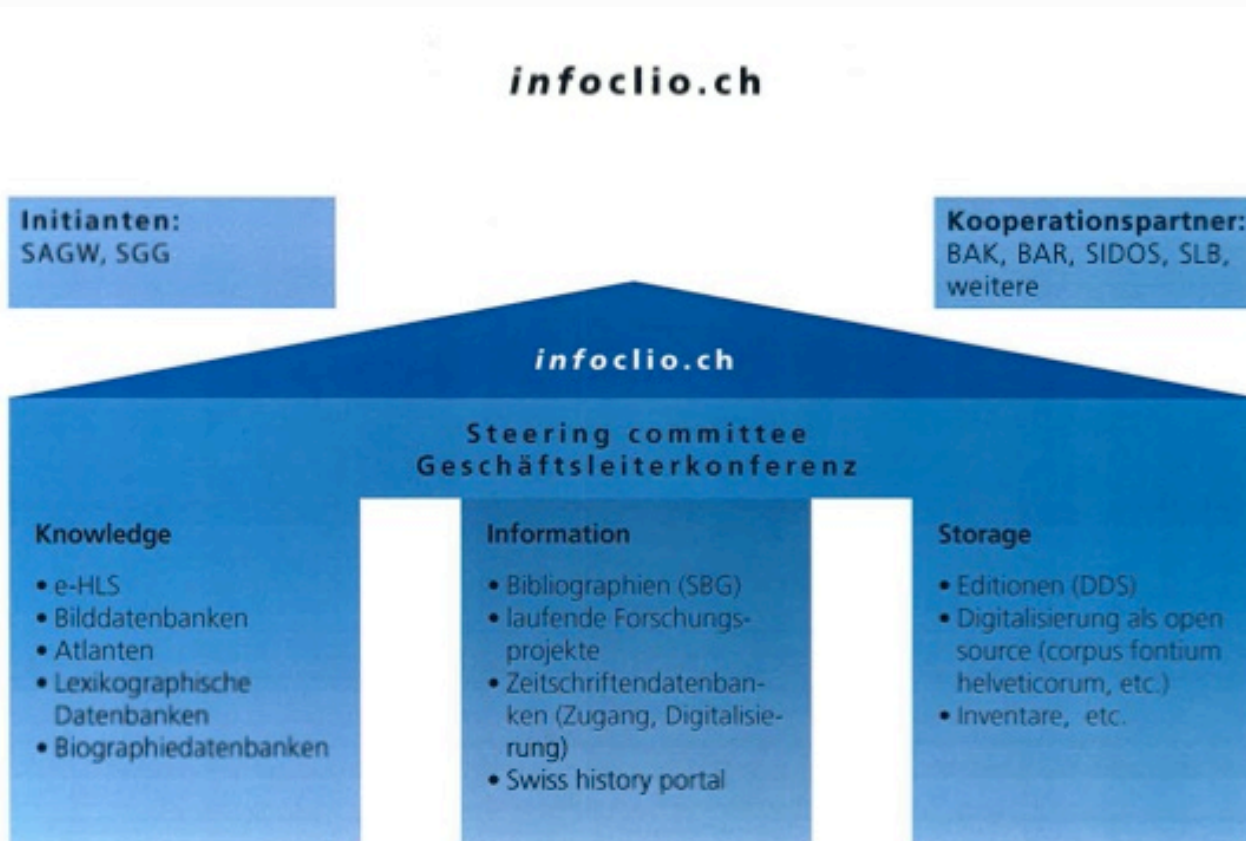 infoclio.ch
Initianten:
SAGW, SGG
Kooperationspartner:
BAK, BAR, SIDOS, SLB,
weitere
infoclio.ch
Steering committee
Geschäftsleiterkonferenz
Knowledge
• e-HLS
• Bilddatenbanken
• Atlanten
• Lexikographische
Datenbanken
• Biographiedatenbanken
Information
• Bibliographien (SBG)
• laufende Forschungs-
projekte
• Zeitschriftendatenban-
ken (Zugang, Digitalisie-
rung)
• Swiss history portal
Storage
• Editionen (DDS)
• Digitalisierung als open
source (corpus fontium
helveticorum, etc.)
• Inventare, etc.